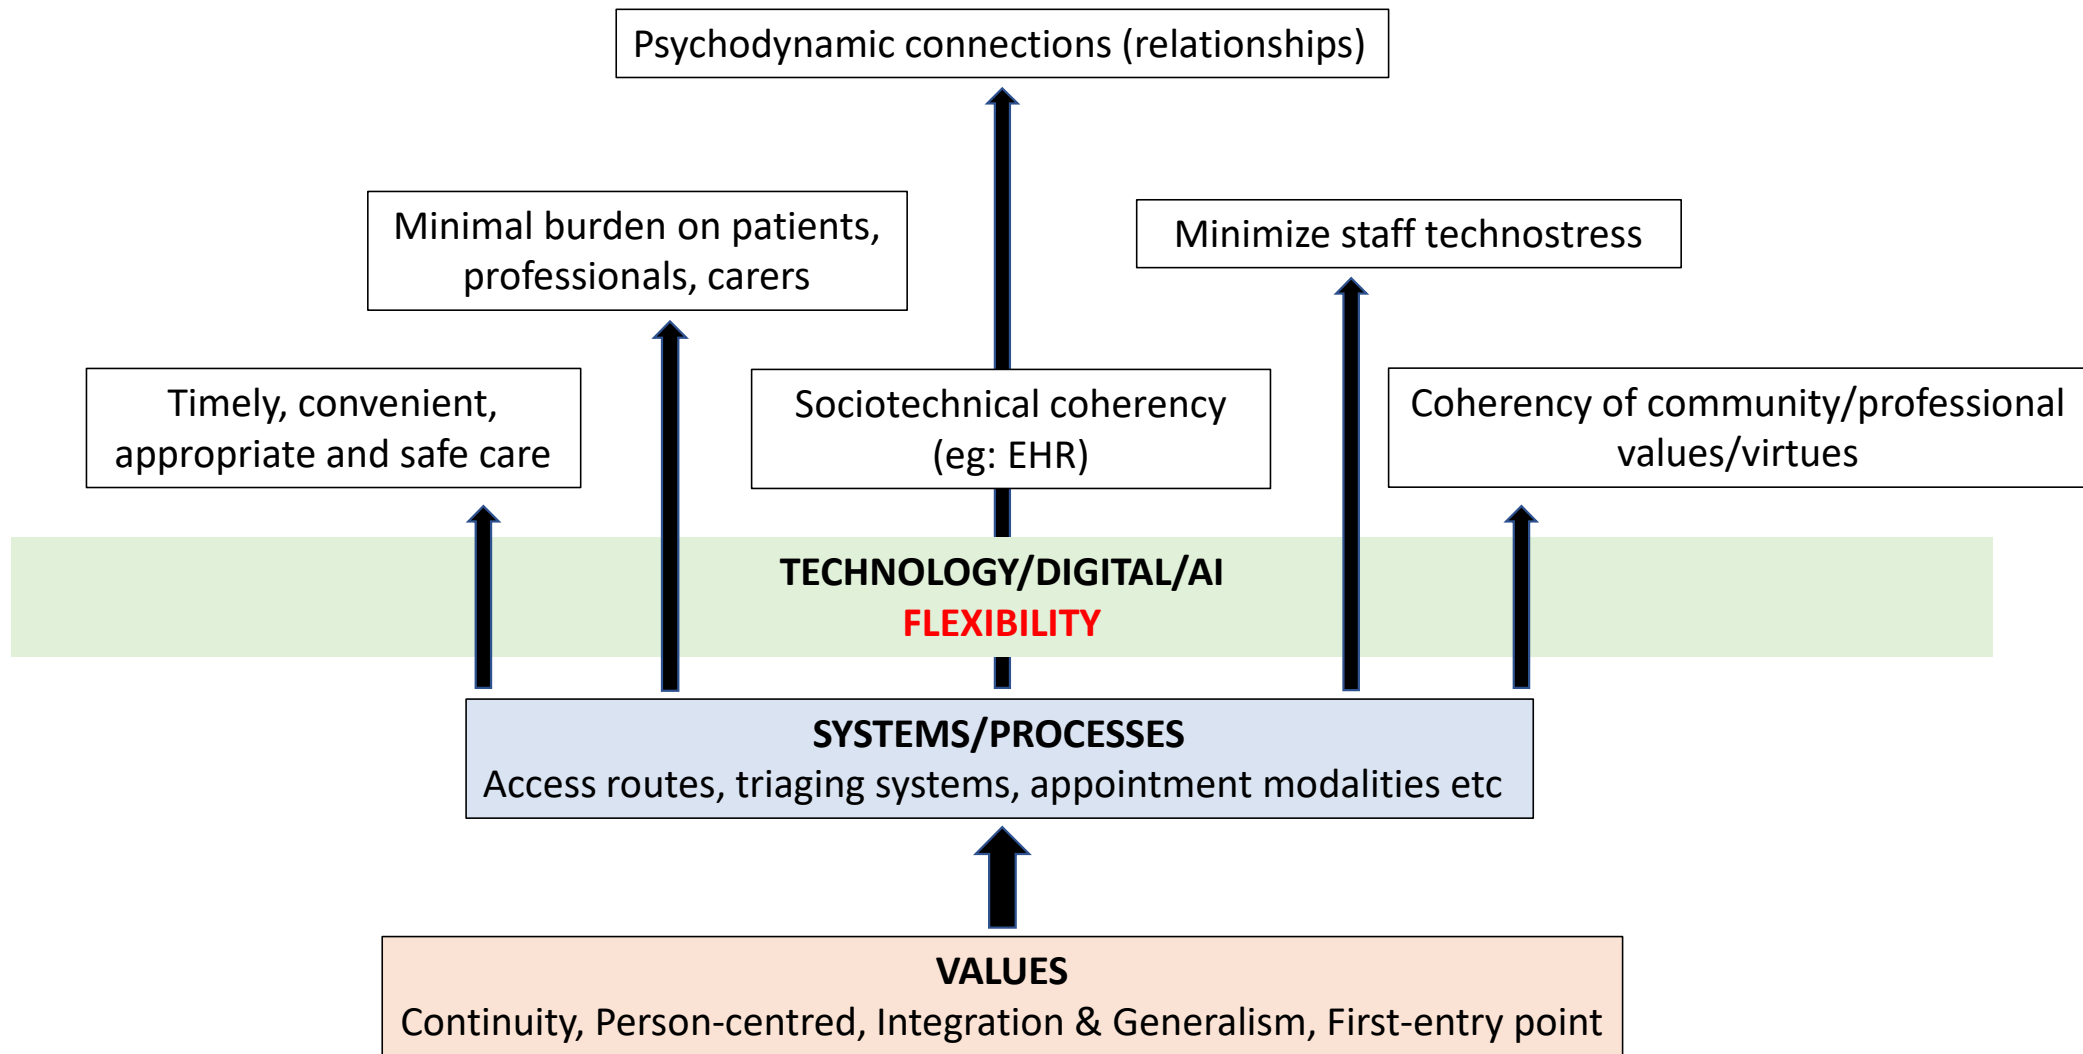 Psychodynamic connections (relationships)
Minimal burden on patients,
professionals, carers
Minimize staff technostress
Timely, convenient,
appropriate and safe care
Sociotechnical coherency
(eg: EHR)
Coherency of community/professional
values/virtues
TECHNOLOGY/DIGITAL/AI
FLEXIBILITY
SYSTEMS/PROCESSES
Access routes, triaging systems, appointment modalities etc
VALUES
Continuity, Person-centred, Integration & Generalism, First-entry point